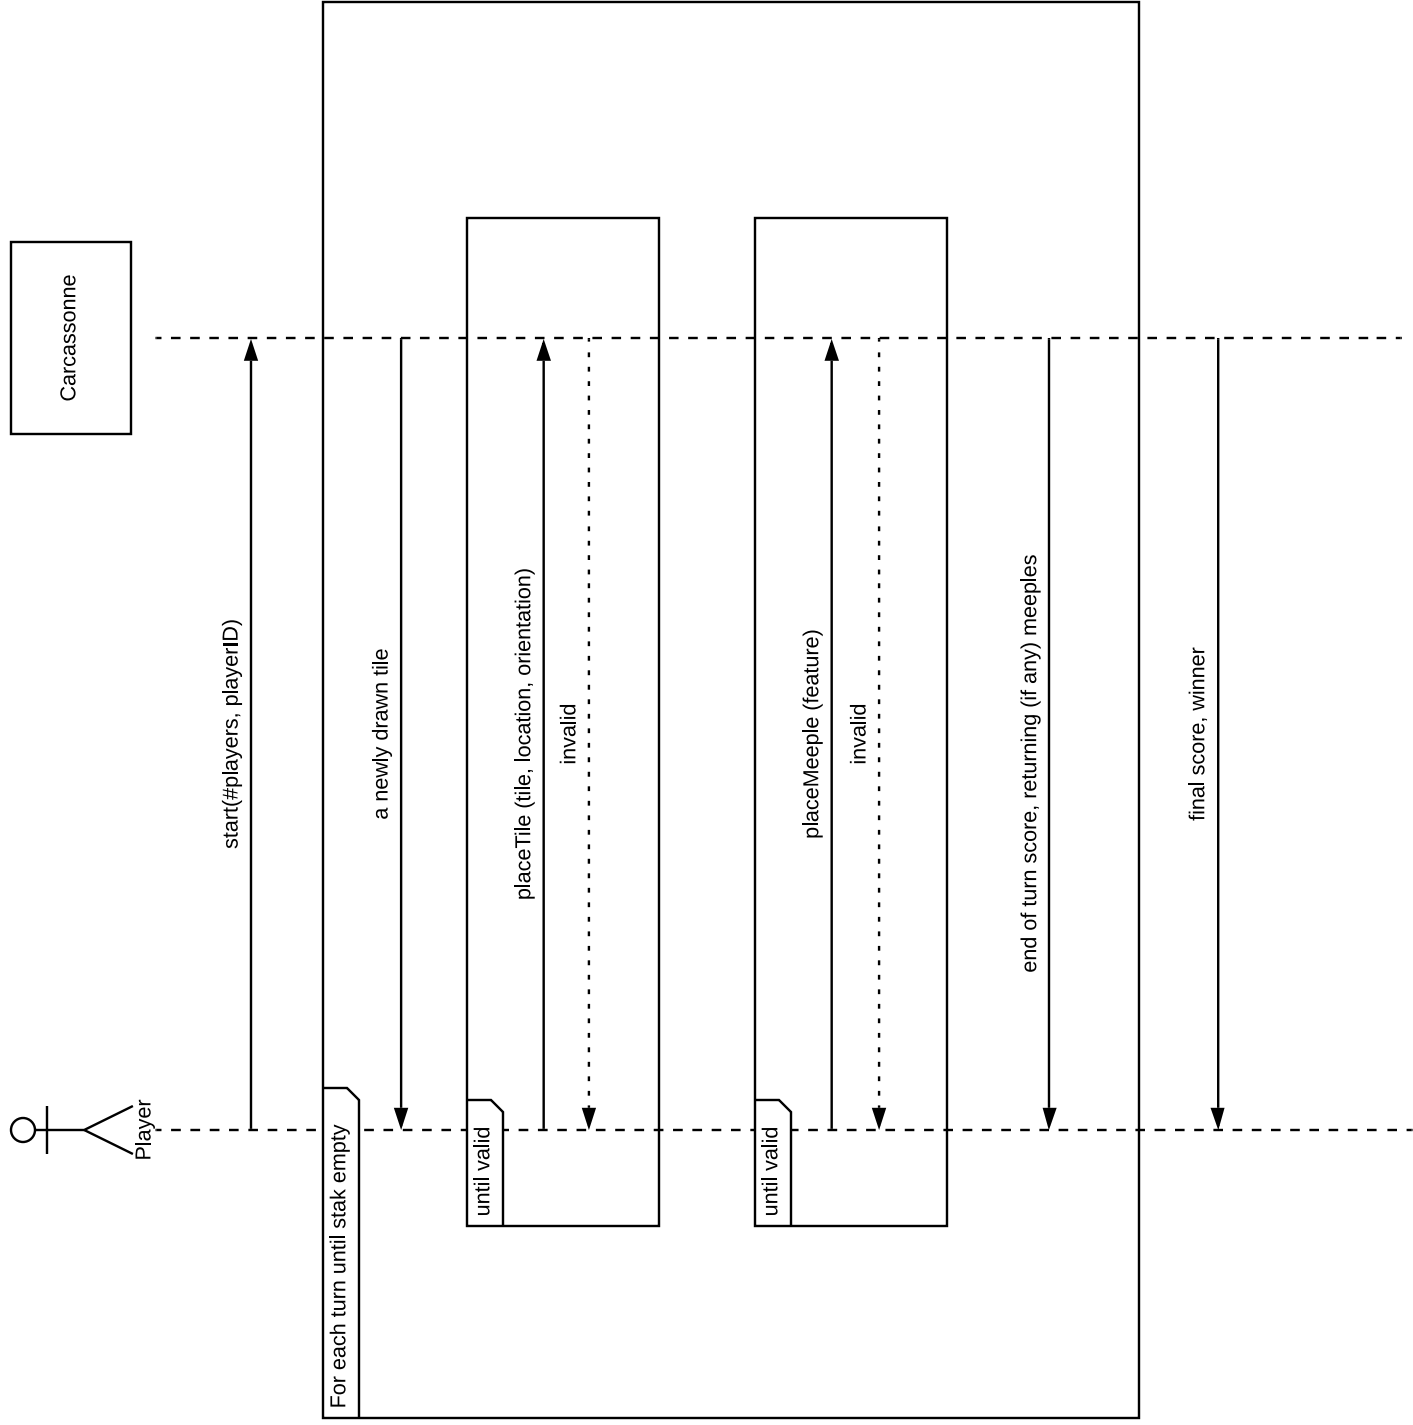 Player
Carcassonne
start(#players, playerID)
For each turn until stak empty
a newly drawn tile
until valid
placeTile (tile, location, orientation)
invalid
until valid
placeMeeple (feature)
invalid
end of turn score, returning (if any) meeples
final score, winner